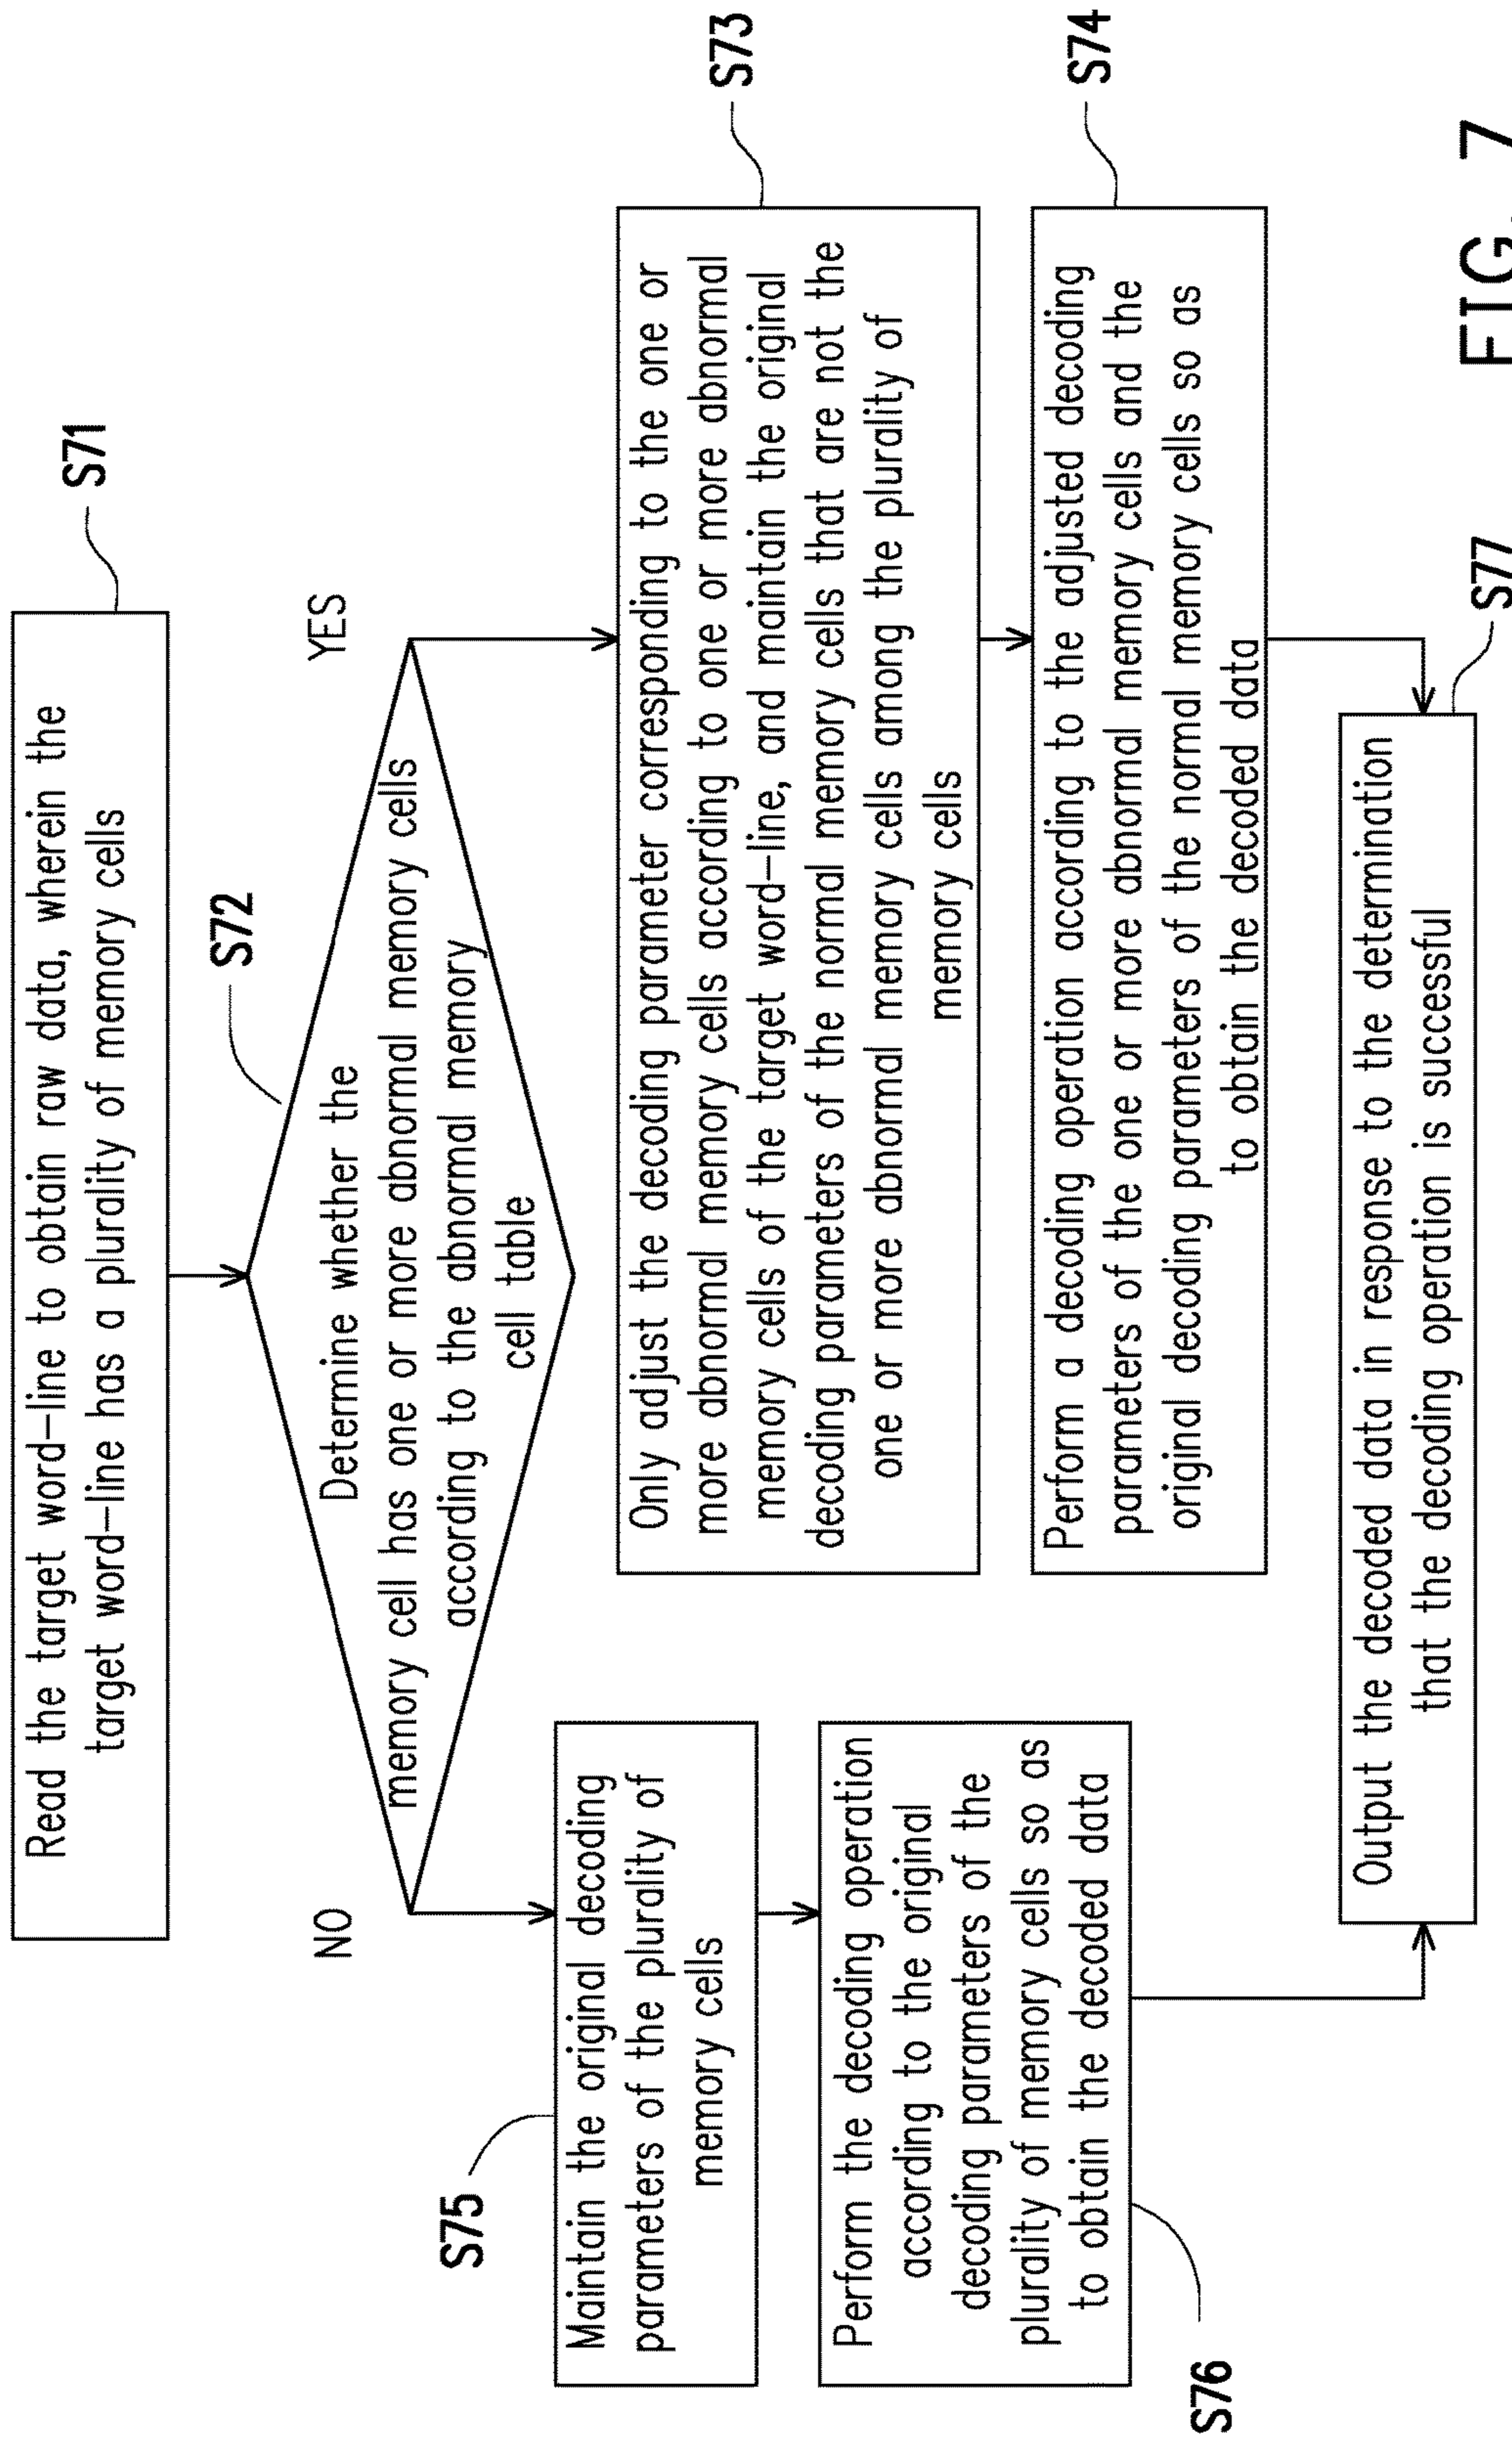 Read the target word-line to obtain raw data, wherein the
target word-line has a plurality of memory cells
S71
S72
Determine whether the
memory cell has one or more abnormal memory cells
according to the abnormal memory
cell table
NO
YES
Only adjust the decoding parameter corresponding to the one or
more abnormal memory cells according to one or more abnormal
memory cells of the target word-line, and maintain the original
decoding parameters of the normal memory cells that are not the
one or more abnormal memory cells among the plurality of
memory cells
S73
Perform a decoding operation according to the adjusted decoding
parameters of the one or more abnormal memory cells and the
original decoding parameters of the normal memory cells so as
to obtain the decoded data
S74
S75
Maintain the original decoding
parameters of the plurality of
memory cells
Perform the decoding operation
according to the original
decoding parameters of the
plurality of memory cells so as
to obtain the decoded data
S76
Output the decoded data in response to the determination
that the decoding operation is successful
S77
FIG. 7